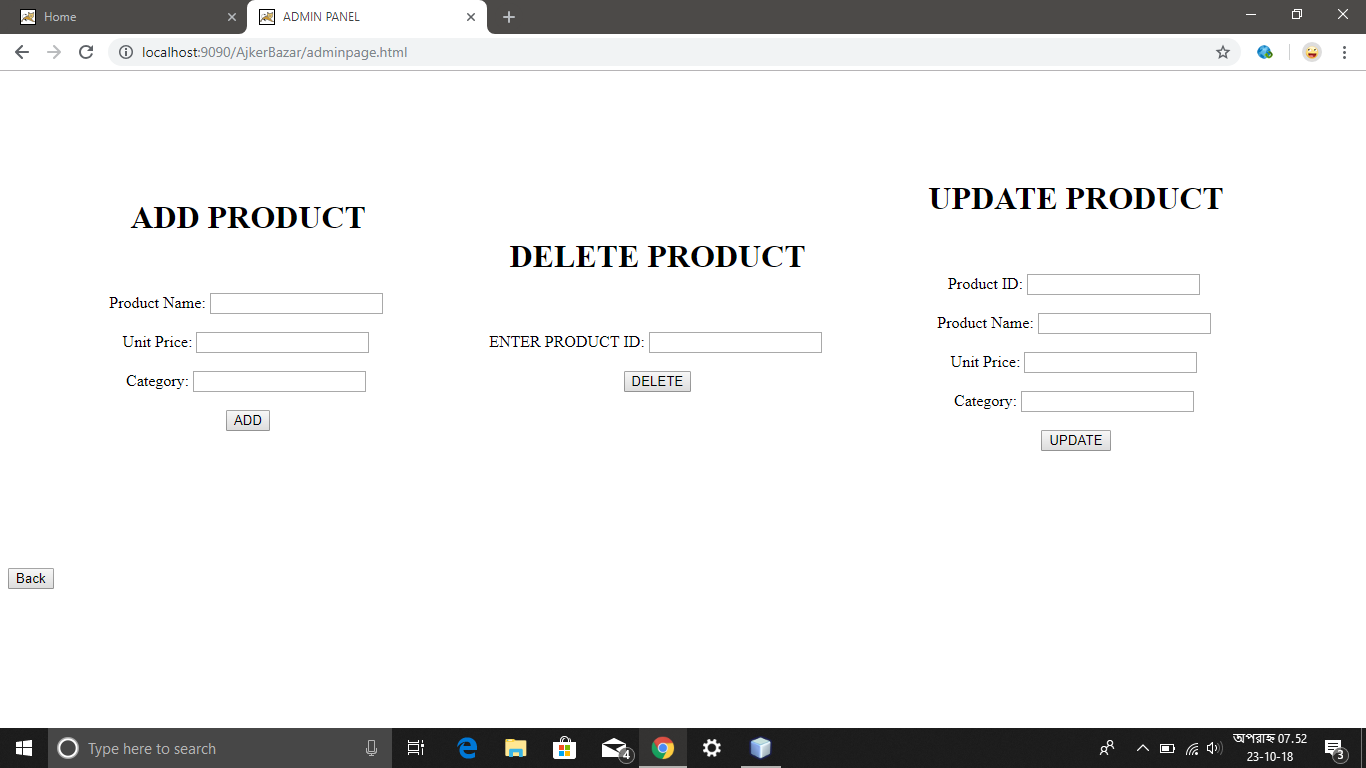 Home
ADMIN PANEL
localhost:9090/AjkerBazar/adminpage.html
ADD PRODUCT
Product Name:
Unit Price:
Category:
ADD
DELETE PRODUCT
ENTER PRODUCT ID:
DELETE
UPDATE PRODUCT
Product ID:
Product Name:
Unit Price:
Category:
UPDATE
Back
Type here to search
4
অপরাহ্ন 07.52
23-10-18
3